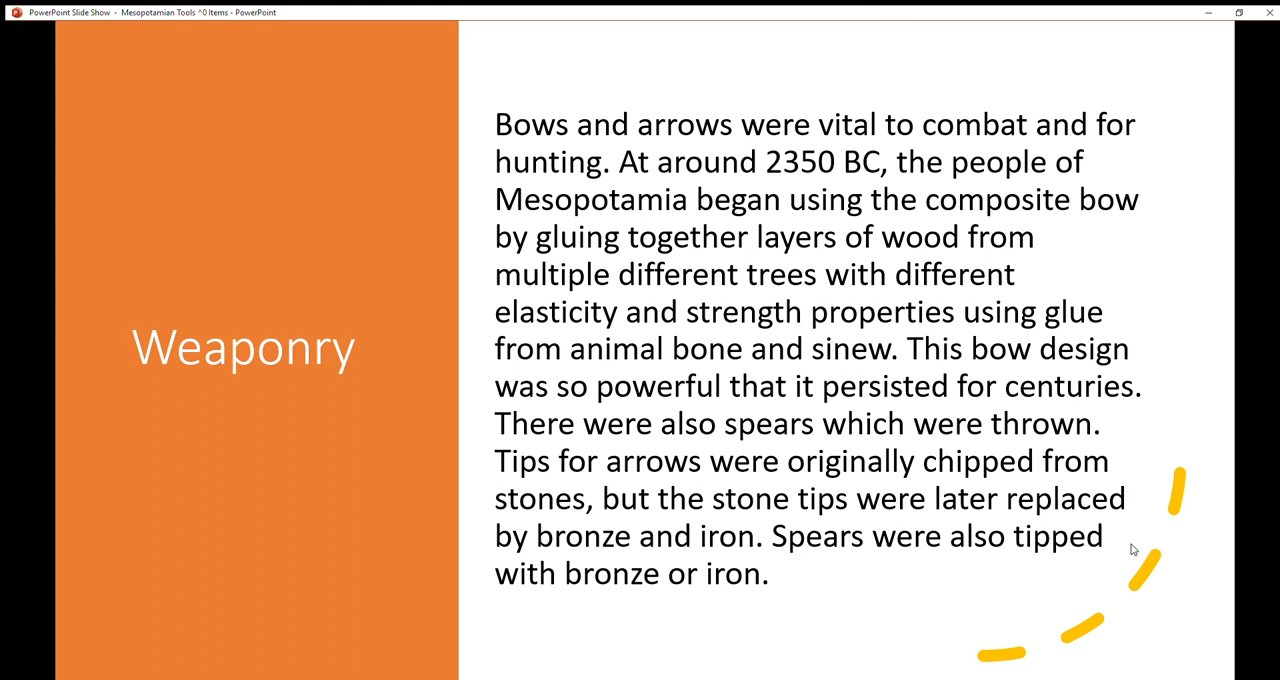 PowerPoint Slide Show - Mesopotamian Tools ^0 Items - PowerPoint
Weaponry
Bows and arrows were vital to combat and for
hunting. At around 2350 BC, the people of
Mesopotamia began using the composite bow
by gluing together layers of wood from
multiple different trees with different
elasticity and strength properties using glue
from animal bone and sinew. This bow design
was so powerful that it persisted for centuries.
There were also spears which were thrown.
Tips for arrows were originally chipped from
stones, but the stone tips were later replaced
by bronze and iron. Spears were also tipped
with bronze or iron.